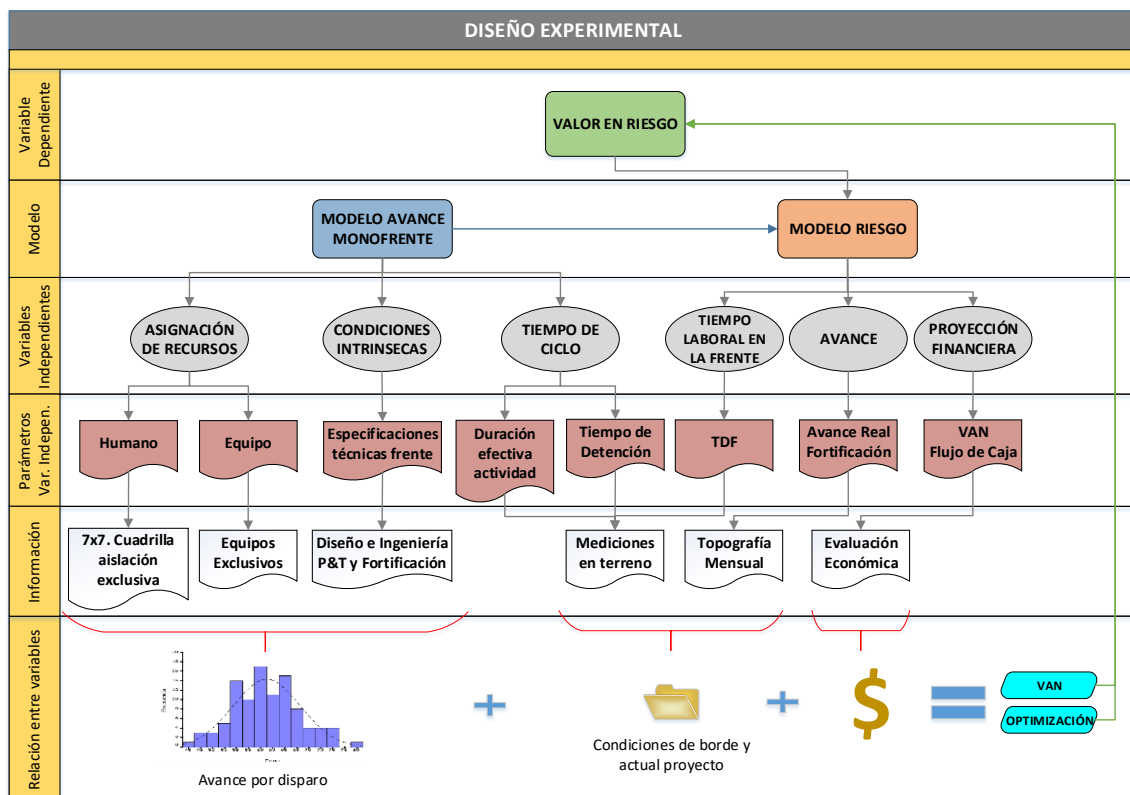 DISEÑO EXPERIMENTAL
Variable
Dependiente
VALOR EN RIESGO
Modelo
MODELO AVANCE
MONOFRENTE
MODELO RIESGO
Variables
Independientes
ASIGNACIÓN
DE RECURSOS
CONDICIONES
INTRINSECAS
TIEMPO DE
CICLO
TIEMPO
LABORAL EN
LA FRENTE
AVANCE
PROYECCIÓN
FINANCIERA
Parámetros
Var. Indepen.
Humano
Equipo
Especificaciones
técnicas frente
Duración
efectiva
actividad
Tiempo de
Detención
TDF
Avance Real
Fortificación
VAN
Flujo de Caja
Información
7x7. Cuadrilla
aislación
exclusiva
Equipos
Exclusivos
Diseño e Ingeniería
P&T y Fortificación
Mediciones
en terreno
Topografía
Mensual
Evaluación
Económica
Relación entre variables
Avance por disparo
+
Condiciones de borde y
actual proyecto
+
$
=
VAN
OPTIMIZACIÓN